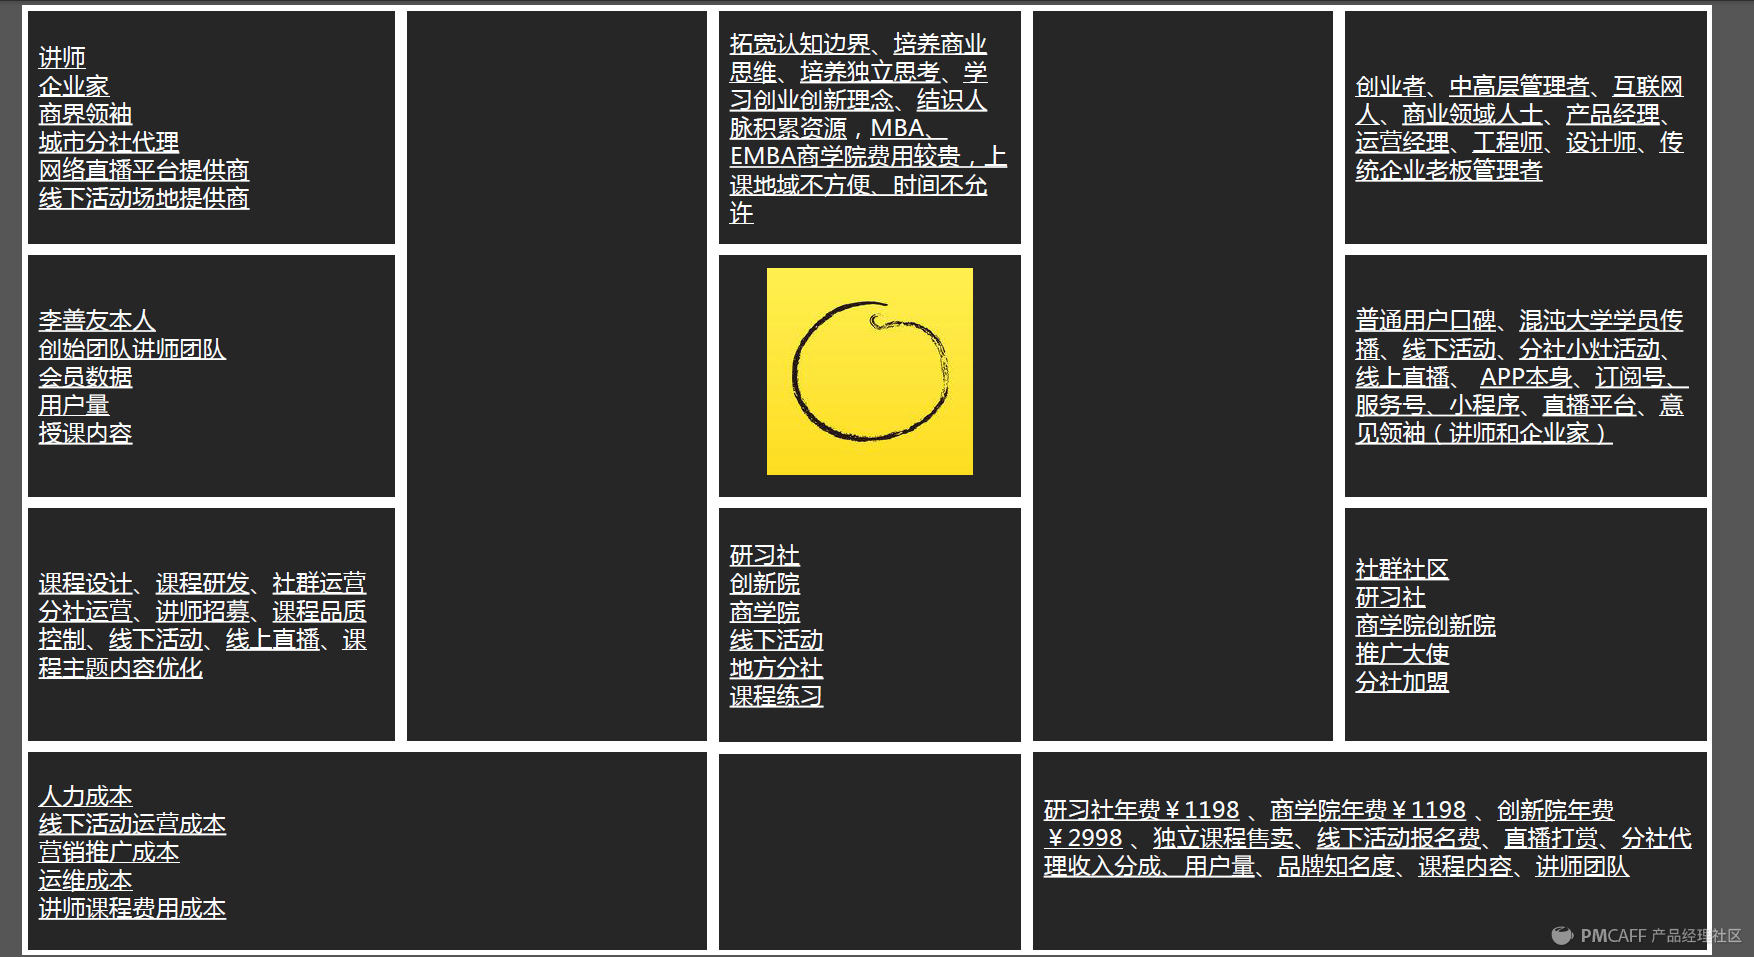 讲师
企业家
商界领袖
城市分社代理
网络直播平台提供商
线下活动场地提供商
拓宽认知边界、培养商业
思维、培养独立思考、学
习创业创新理念、结识人
脉积累资源，MBA、
EMBA商学院费用较贵，上
课地域不方便、时间不允
许
创业者、中高层管理者、互联网
人、商业领域人士、产品经理、
运营经理、工程师、设计师、传
统企业老板管理者
李善友本人
创始团队讲师团队
会员数据
用户量
授课内容
普通用户口碑、混沌大学学员传
播、线下活动、分社小灶活动、
线上直播、 APP本身、订阅号、
服务号、小程序、直播平台、意
见领袖（讲师和企业家）
课程设计、课程研发、社群运营
分社运营、讲师招募、课程品质
控制、线下活动、线上直播、课
程主题内容优化
研习社
创新院
商学院
线下活动
地方分社
课程练习
社群社区
研习社
商学院创新院
推广大使
分社加盟
人力成本
线下活动运营成本
营销推广成本
运维成本
讲师课程费用成本
研习社年费￥1198 、商学院年费￥1198 、创新院年费
￥2998 、独立课程售卖、线下活动报名费、直播打赏、分社代
理收入分成、用户量、品牌知名度、课程内容、讲师团队
PMCAFF 产品经理社区